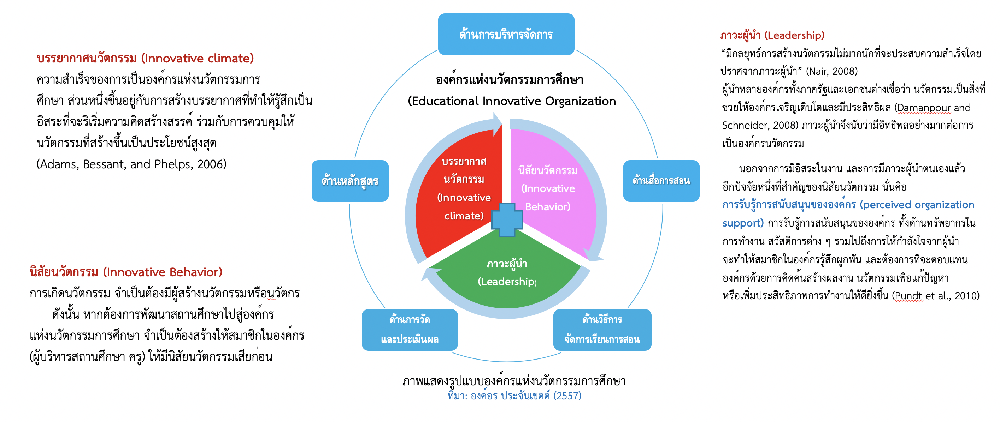 บรรยากาศนวัตกรรม (Innovative climate)
ความสำเร็จของการเป็นองค์กรแห่งนวัตกรรมการ
ศึกษา ส่วนหนึ่งขึ้นอยู่กับการสร้างบรรยากาศที่ทำให้รู้สึกเป็น
อิสระที่จะริเริ่มความคิดสร้างสรรค์ ร่วมกับการควบคุมให้
นวัตกรรมที่สร้างขึ้นเป็นประโยชน์สูงสุด
(Adams, Bessant, and Phelps, 2006)
นิสัยนวัตกรรม (Innovative Behavior)
การเกิดนวัตกรรม จำเป็นต้องมีผู้สร้างนวัตกรรมหรือนวัตกร
ดังนั้น หากต้องการพัฒนาสถานศึกษาไปสู่องค์กร
แห่งนวัตกรรมการศึกษา จำเป็นต้องสร้างให้สมาชิกในองค์กร
(ผู้บริหารสถานศึกษา ครู) ให้มีนิสัยนวัตกรรมเสียก่อน
ด้านการบริหารจัดการ
องค์กรแห่งนวัตกรรมการศึกษา
(Educational Innovative Organization
ด้านหลักสูตร
บรรยากาศ
นวัตกรรม
(Innovative
climate)
นิสัยนวัตกรรม
(Innovative
Behavior)
ด้านสื่อการสอน
ภาวะผู้นำ
(Leadership)
ด้านการวัด
และประเมินผล
ด้านวิธีการ
จัดการเรียนการสอน
ภาพแสดงรูปแบบองค์กรแห่งนวัตกรรมการศึกษา
ที่มา: องค์อร ประจันเขตต์ (2557)
ภาวะผู้นำ (Leadership)
“มีกลยุทธ์การสร้างนวัตกรรมไม่มากนักที่จะประสบความสำเร็จโดย
ปราศจากภาวะผู้นำ” (Nair, 2008)
ผู้นำหลายองค์กรทั้งภาครัฐและเอกชนต่างเชื่อว่า นวัตกรรมเป็นสิ่งที่
ช่วยให้องค์กรเจริญเติบโตและมีประสิทธิผล (Damanpour and
Schneider, 2008) ภาวะผู้นำจึงนับว่ามีอิทธิพลอย่างมากต่อการ
เป็นองค์กรนวัตกรรม
นอกจากการมีอิสระในงาน และการมีภาวะผู้นำตนเองแล้ว
อีกปัจจัยหนึ่งที่สำคัญของนิสัยนวัตกรรม นั่นคือ
การรับรู้การสนับสนุนขององค์กร (perceived organization
support) การรับรู้การสนับสนุนขององค์กร ทั้งด้านทรัพยากรใน
การทำงาน สวัสดิการต่าง ๆ รวมไปถึงการให้กำลังใจจากผู้นำ
จะทำให้สมาชิกในองค์กรรู้สึกผูกพัน และต้องการที่จะตอบแทน
องค์กรด้วยการคิดค้นสร้างผลงาน นวัตกรรมเพื่อแก้ปัญหา
หรือเพิ่มประสิทธิภาพการทำงานให้ดียิ่งขึ้น (Pundt et al., 2010)